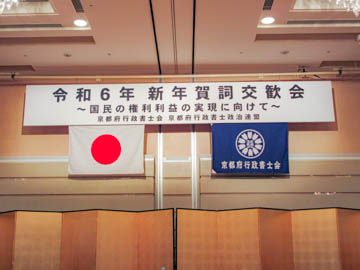 令和6年 新年賀詞交歓会
～国民の権利利益の実現に向けて～
京都府行政書士会 京都府行政書士政治連盟
京都府行政書士会